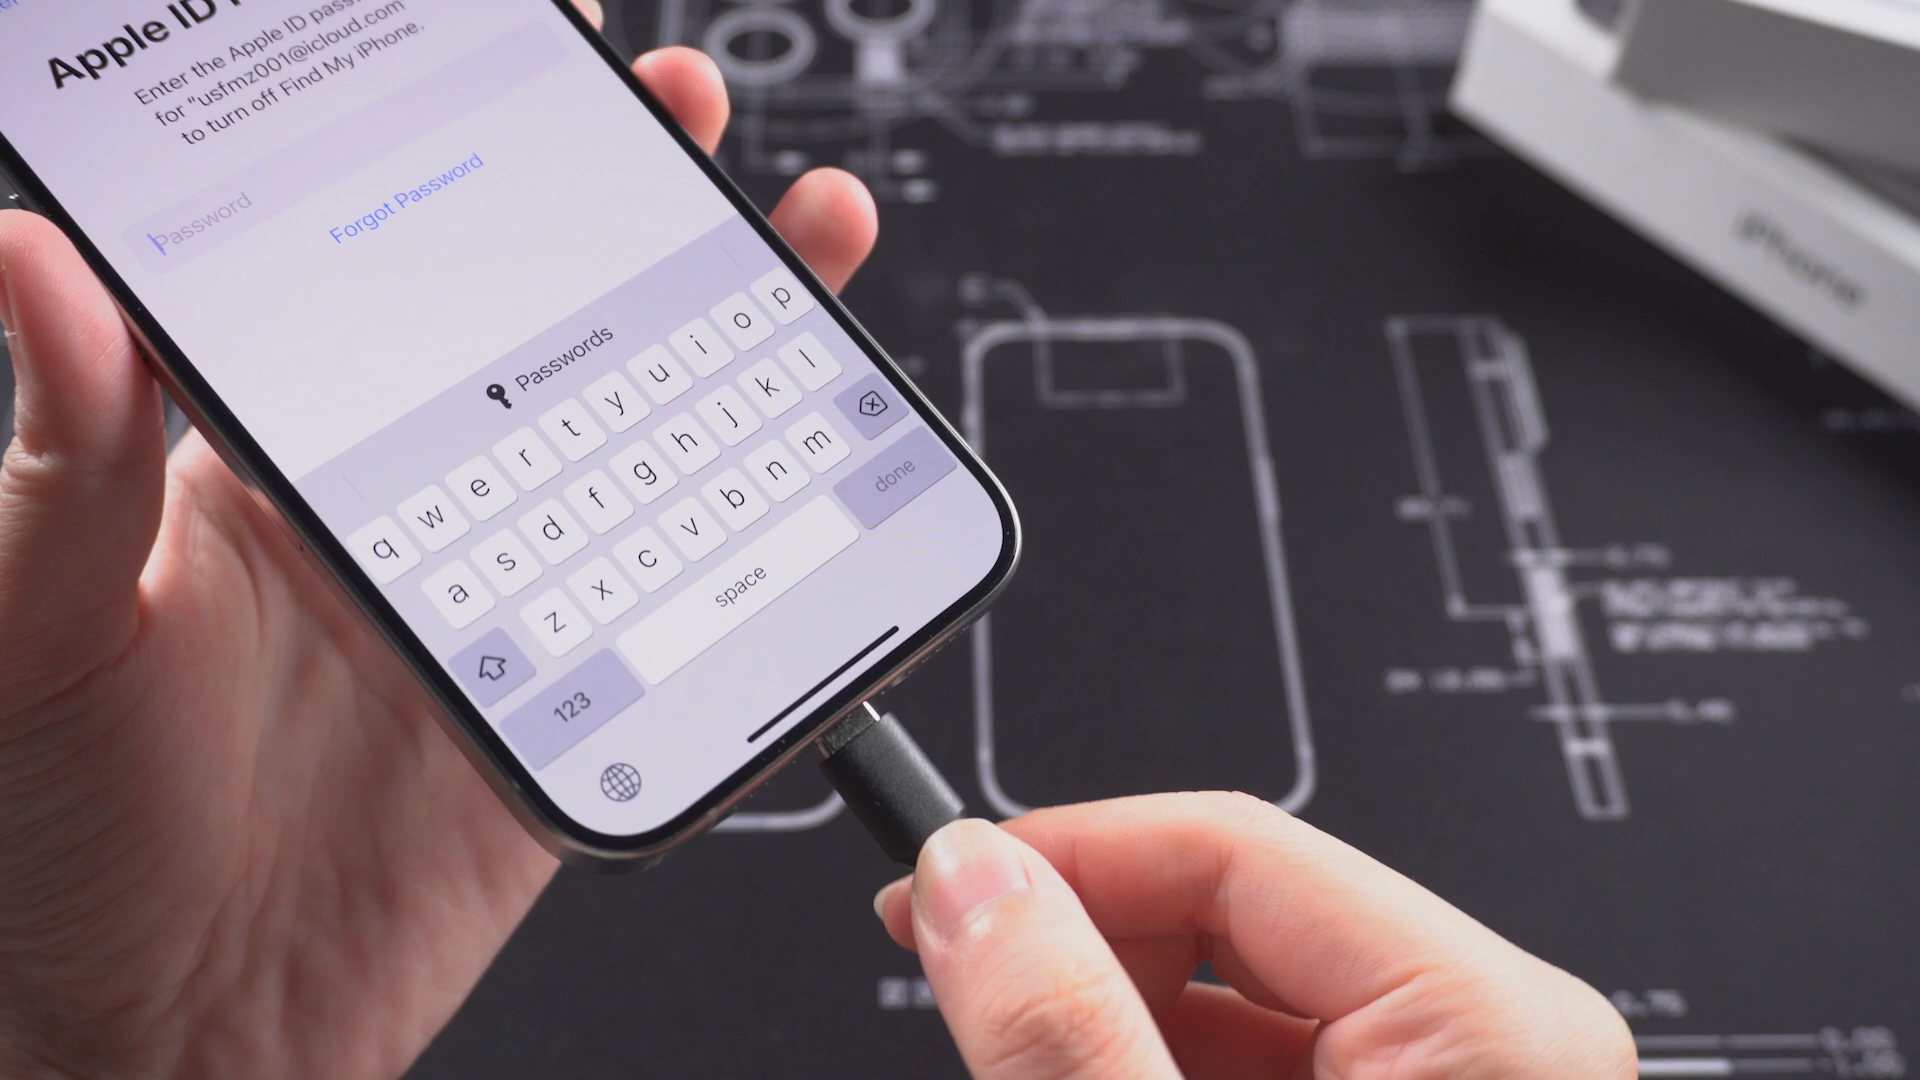 Apple ID
Enter the Apple ID
for “usfmz001@icloud.com
to turn off Find My iPhone.
Password
Forgot Password
Passwords
q w e r t y u i o p
a s d f g h j k l
z x c v b n m
123 space done
iPhone